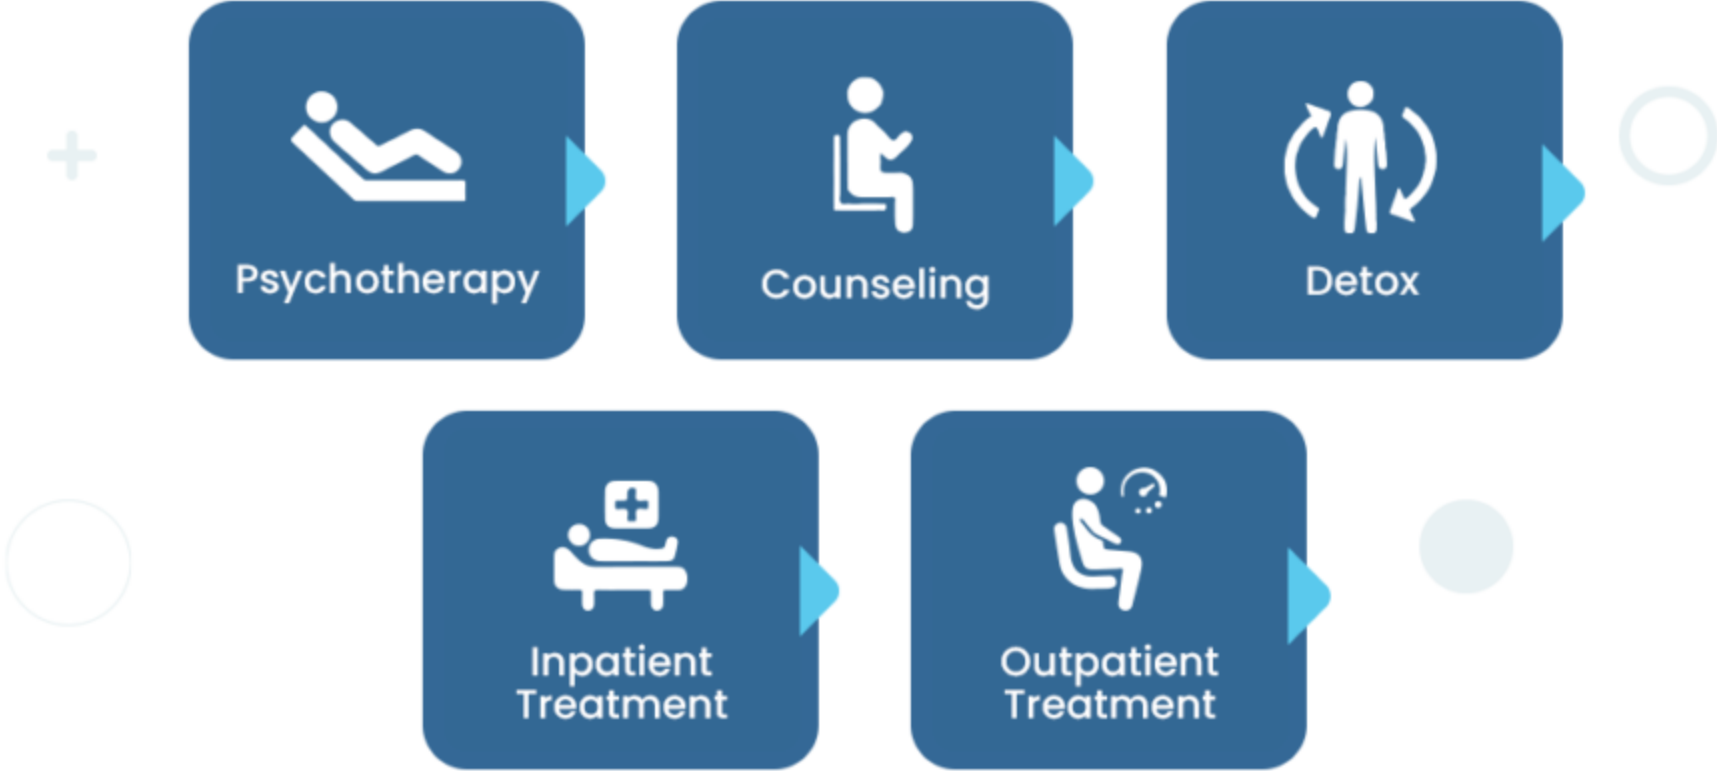 Psychotherapy
Counseling
Detox
Inpatient
Treatment
Outpatient
Treatment